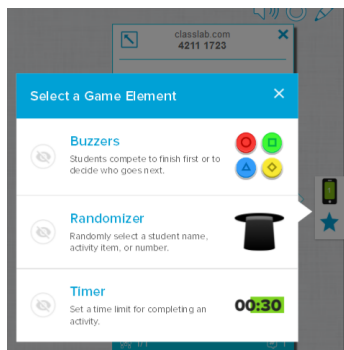 classlab.com
4211 1723
Select a Game Element
Buzzers
Students compete to finish first or to
decide who goes next.
Randomizer
Randomly select a student name,
activity item, or number.
Timer
Set a time limit for completing an
activity.
00:30